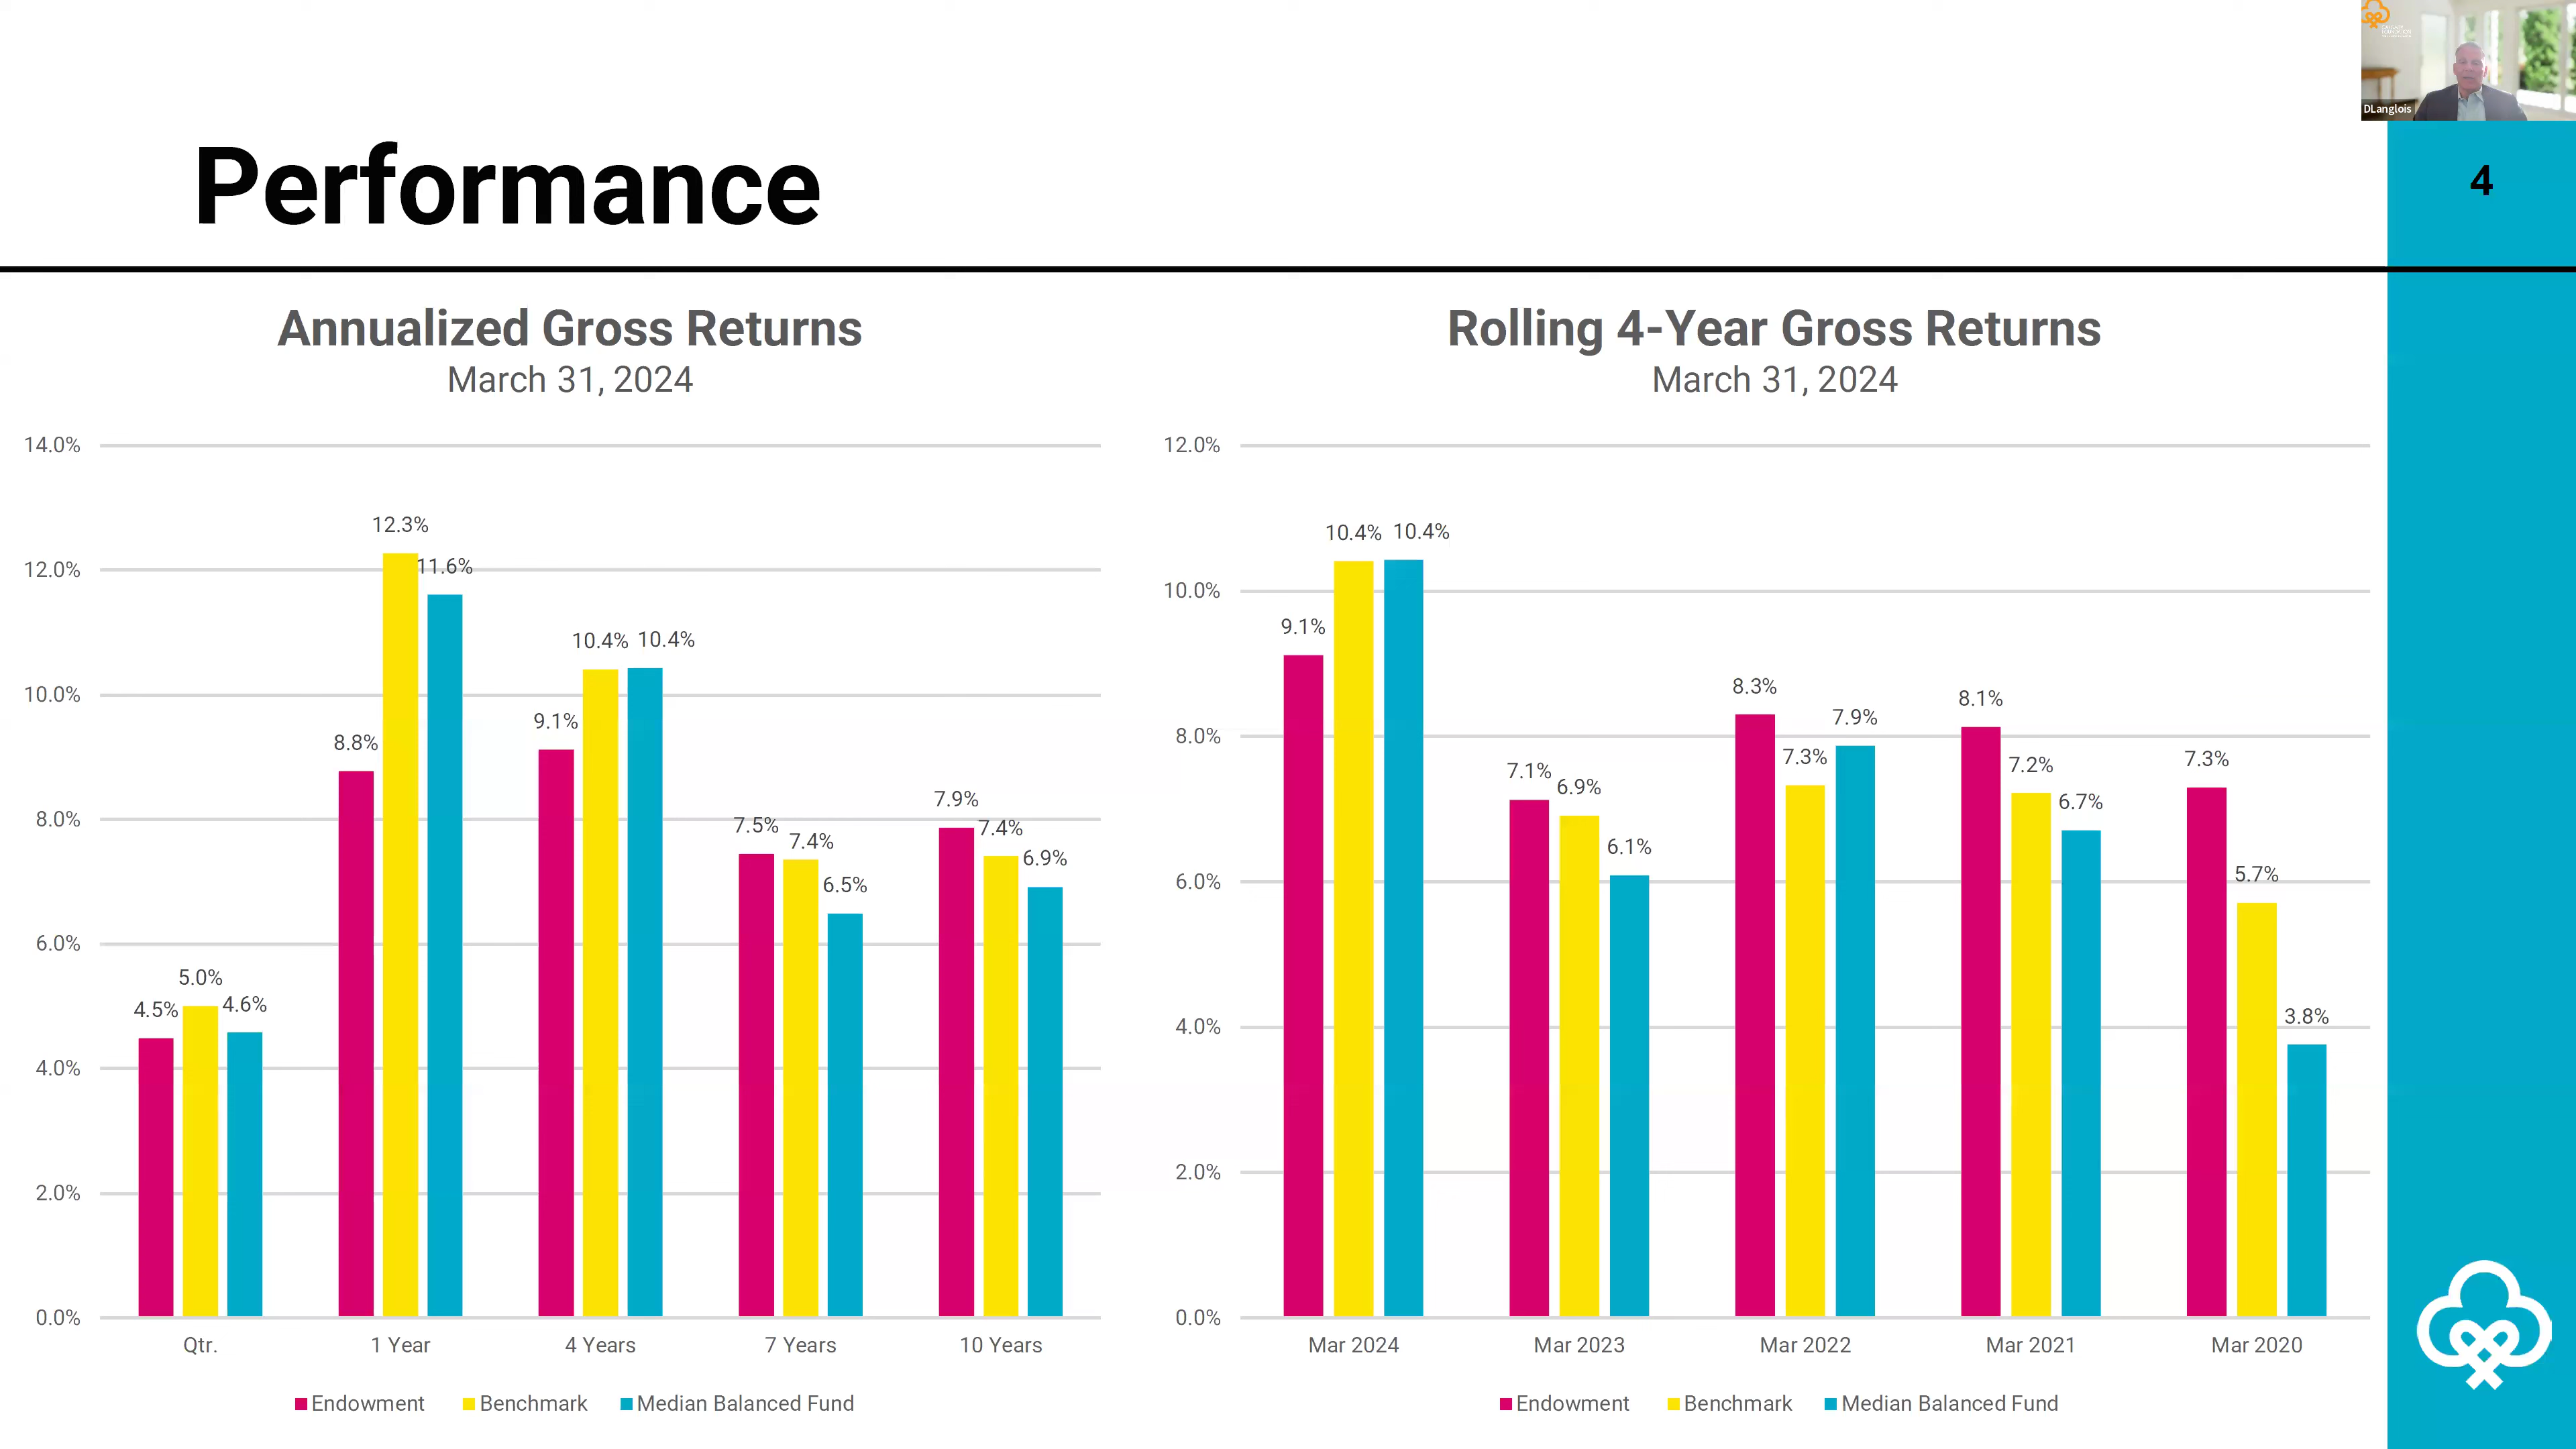 DLanglois
Performance
4
Annualized Gross Returns
March 31, 2024
14.0%
12.0%
10.0%
8.0%
6.0%
4.0%
2.0%
0.0%
4.5%
5.0%
4.6%
8.8%
12.3%
11.6%
9.1%
10.4%
10.4%
7.5%
7.4%
6.5%
7.9%
7.4%
6.9%
Qtr.
1 Year
4 Years
7 Years
10 Years
Endowment
Benchmark
Median Balanced Fund
Rolling 4-Year Gross Returns
March 31, 2024
12.0%
10.0%
8.0%
6.0%
4.0%
2.0%
0.0%
9.1%
10.4%
10.4%
7.1%
6.9%
6.1%
8.3%
7.3%
7.9%
8.1%
7.2%
6.7%
7.3%
5.7%
3.8%
Mar 2024
Mar 2023
Mar 2022
Mar 2021
Mar 2020
Endowment
Benchmark
Median Balanced Fund